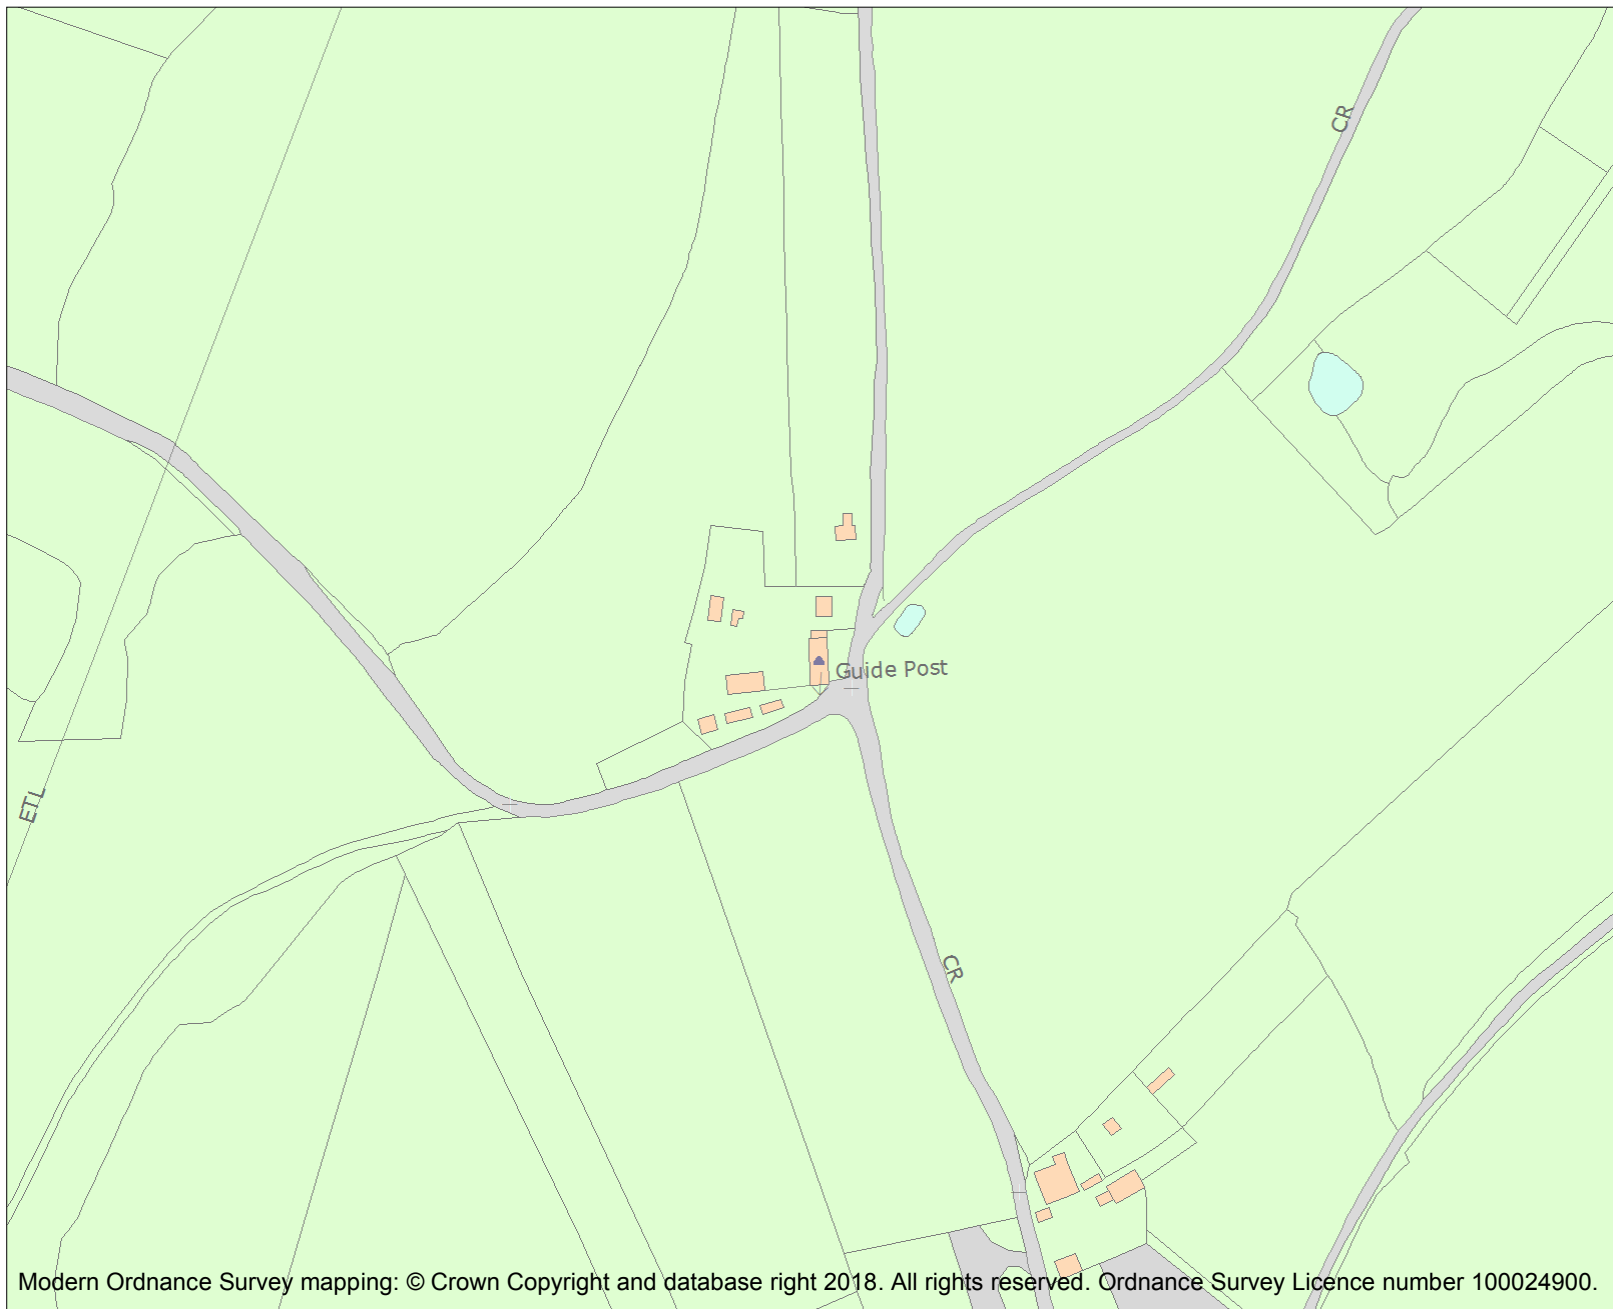 CR
Guide Post
ETL
CR
Modern Ordnance Survey mapping: © Crown Copyright and database right 2018. All rights reserved. Ordnance Survey Licence number 100024900.